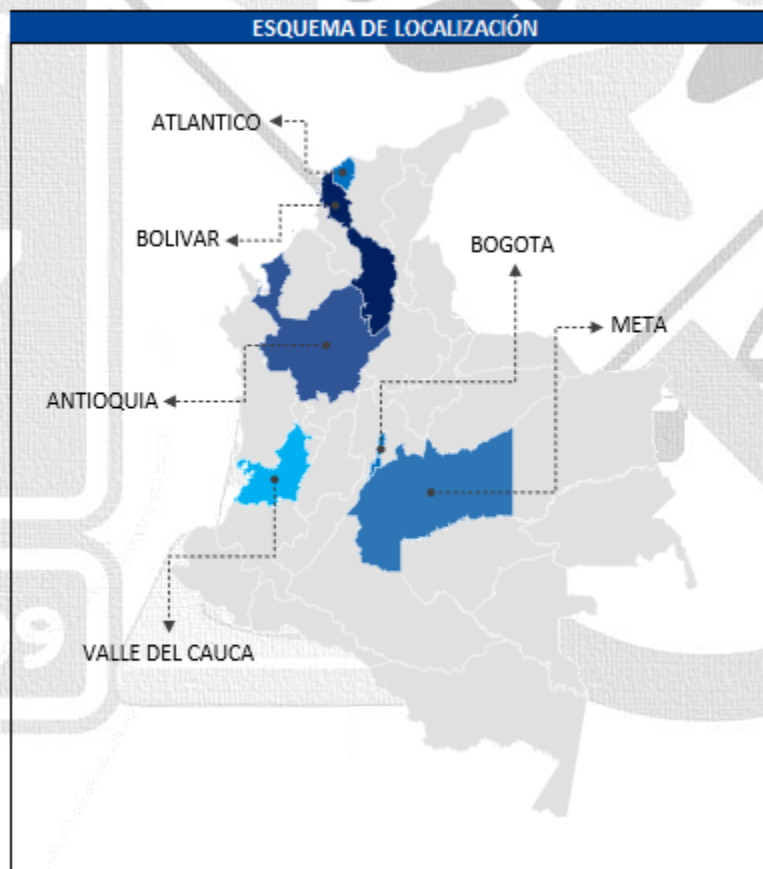 ESQUEMA DE LOCALIZACIÓN
ATLANTICO
BOLIVAR
BOGOTA
META
ANTIOQUIA
VALLE DEL CAUCA